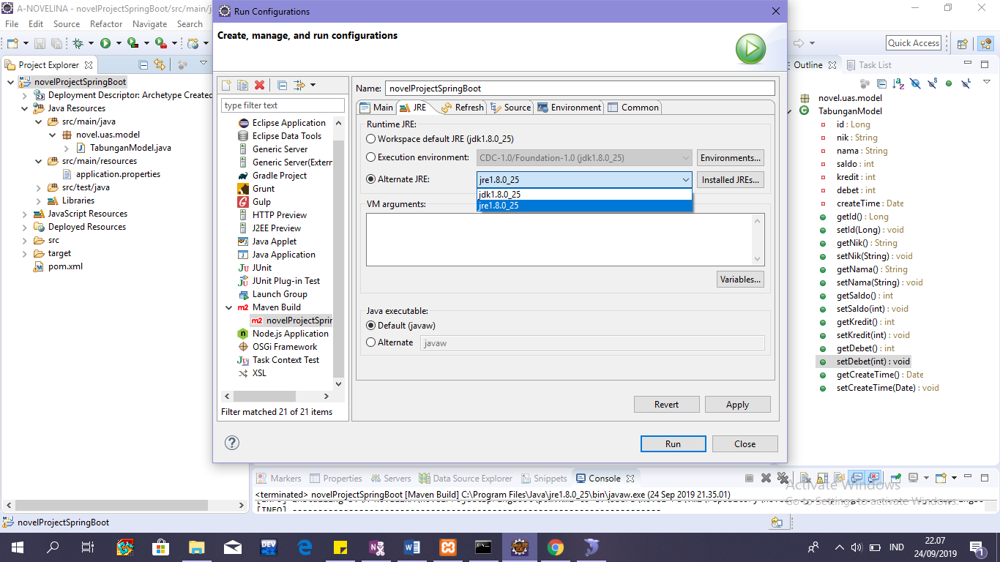 A-NOVELINA - novelProjectSpringBoot/src/main/j
File Edit Source Refactor Navigate Search
Quick Access
Project Explorer
novelProjectSpringBoot
Deployment Descriptor: Archetype Created
Java Resources
src/main/java
novel.uas.model
TabunganModel.java
src/main/resources
application.properties
src/test/java
Libraries
JavaScript Resources
Deployed Resources
src
target
pom.xml
Run Configurations
Create, manage, and run configurations
type filter text
Eclipse Application
Eclipse Data Tools
Generic Server
Generic Server(Extern
Gradle Project
Grunt
Gulp
HTTP Preview
J2EE Preview
Java Applet
Java Application
JUnit
JUnit Plug-in Test
Launch Group
Maven Build
novelProjectSprin
Node.js Application
OSGi Framework
Task Context Test
XSL
Filter matched 21 of 21 items
Name: novelProjectSpringBoot
Main JRE Refresh Source Environment Common
Runtime JRE:
Workspace default JRE (jdk1.8.0_25)
Execution environment: CDC-1.0/Foundation-1.0 (jdk1.8.0_25) Environments...
Alternate JRE: jre1.8.0_25 Installed JREs...
jdk1.8.0_25
jre1.8.0_25
VM arguments:
Variables...
Java executable:
Default (javaw)
Alternate javaw
Revert Apply
Run Close
Outline Task List
novel.uas.model
TabunganModel
id : Long
nik : String
nama : String
saldo : int
kredit : int
debet : int
createTime : Date
getId() : Long
setId(Long) : void
getNik() : String
setNik(String) : void
getNama() : String
setNama(String) : void
getSaldo() : int
setSaldo(int) : void
getKredit() : int
setKredit(int) : void
getDebet() : int
setDebet(int) : void
getCreateTime() : Date
setCreateTime(Date) : void
Markers Properties Servers Data Source Explorer Snippets Console
<terminated> novelProjectSpringBoot [Maven Build] C:\Program Files\Java\jre1.8.0_25\bin\javaw.exe (24 Sep 2019 21.35.01)
[INFO] ------------------------------------------------------------------------
Activate Windows
Go to Settings to activate Windows.
novelProjectSpringBoot
IND
22.07
24/09/2019
1